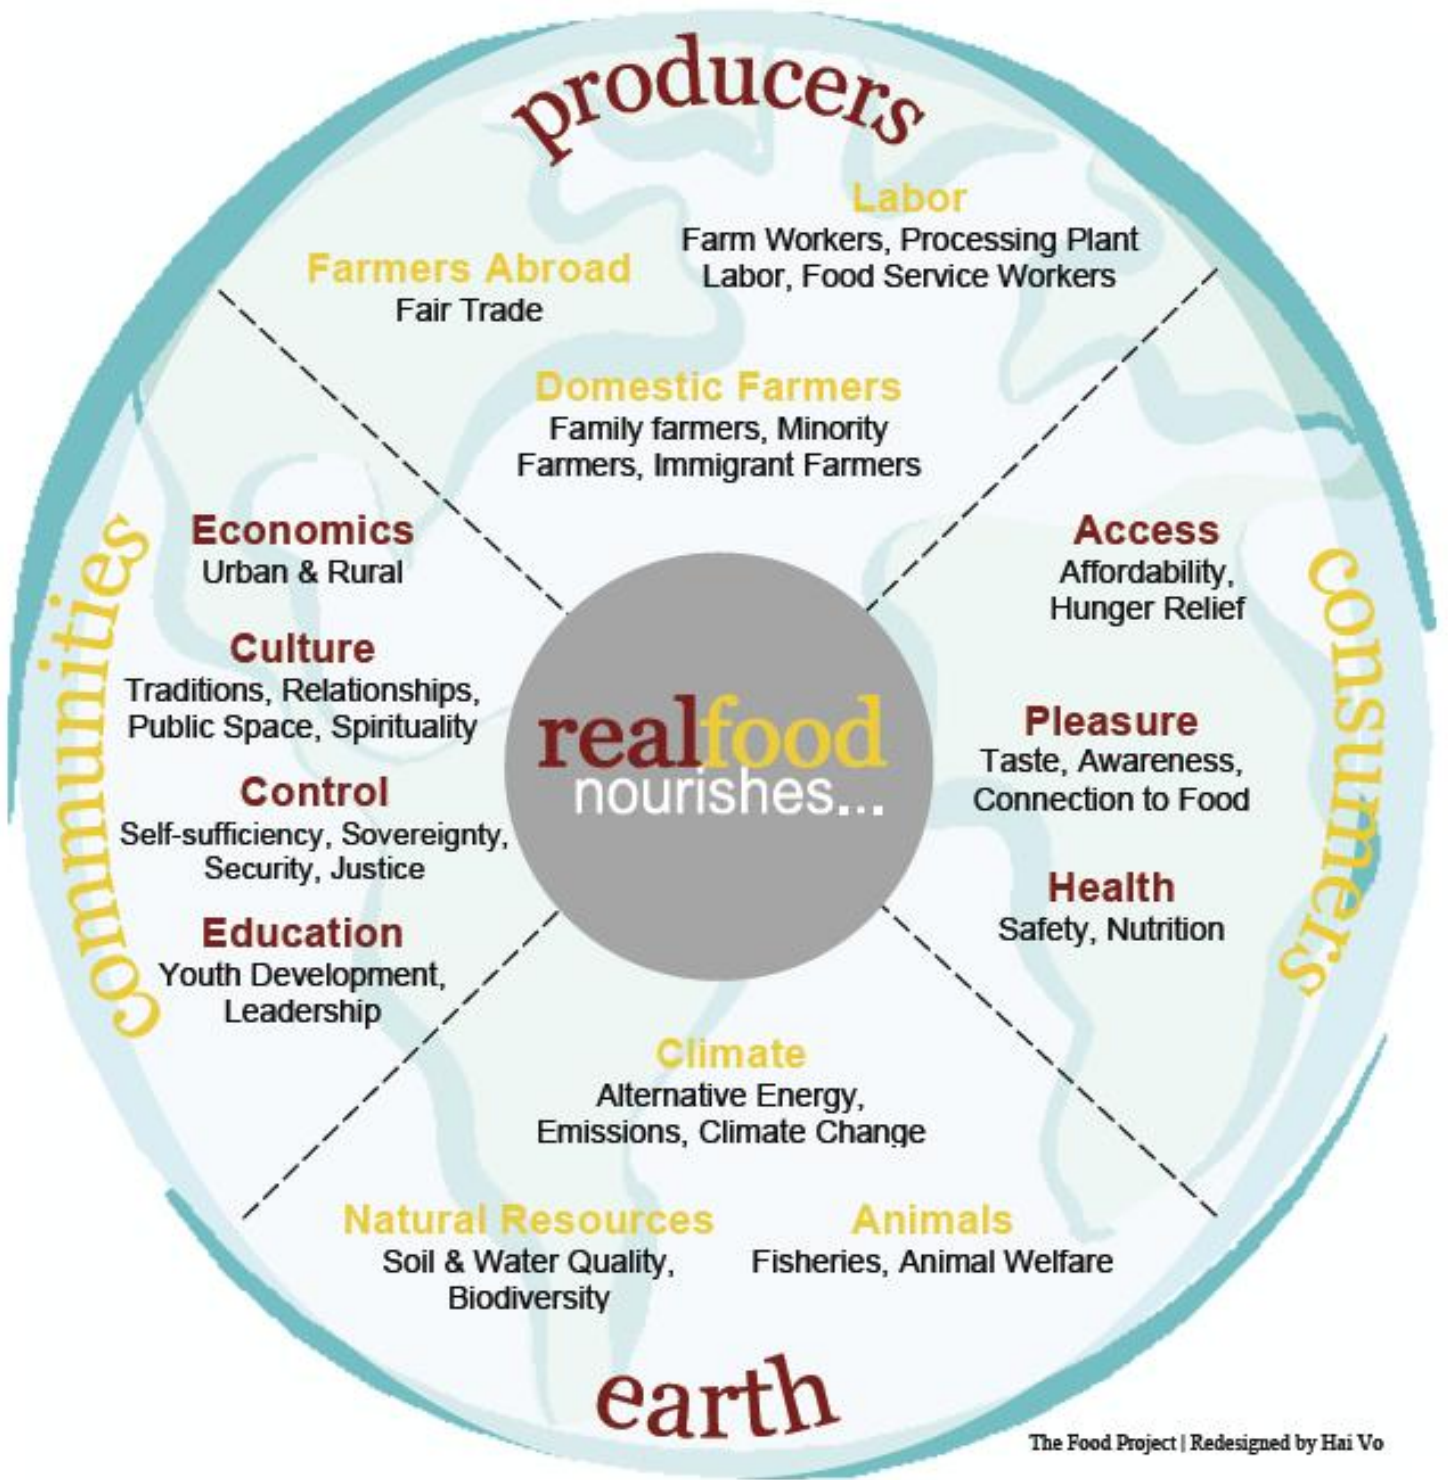 producers
Labor
Farm Workers, Processing Plant
Labor, Food Service Workers
Farmers Abroad
Fair Trade
Domestic Farmers
Family farmers, Minority
Farmers, Immigrant Farmers
communities
Economics
Urban & Rural
Culture
Traditions, Relationships,
Public Space, Spirituality
Control
Self-sufficiency, Sovereignty,
Security, Justice
Education
Youth Development,
Leadership
realfood
nourishes...
consumers
Access
Affordability,
Hunger Relief
Pleasure
Taste, Awareness,
Connection to Food
Health
Safety, Nutrition
Climate
Alternative Energy,
Emissions, Climate Change
Natural Resources
Soil & Water Quality,
Biodiversity
Animals
Fisheries, Animal Welfare
earth
The Food Project | Redesigned by Hai Vo